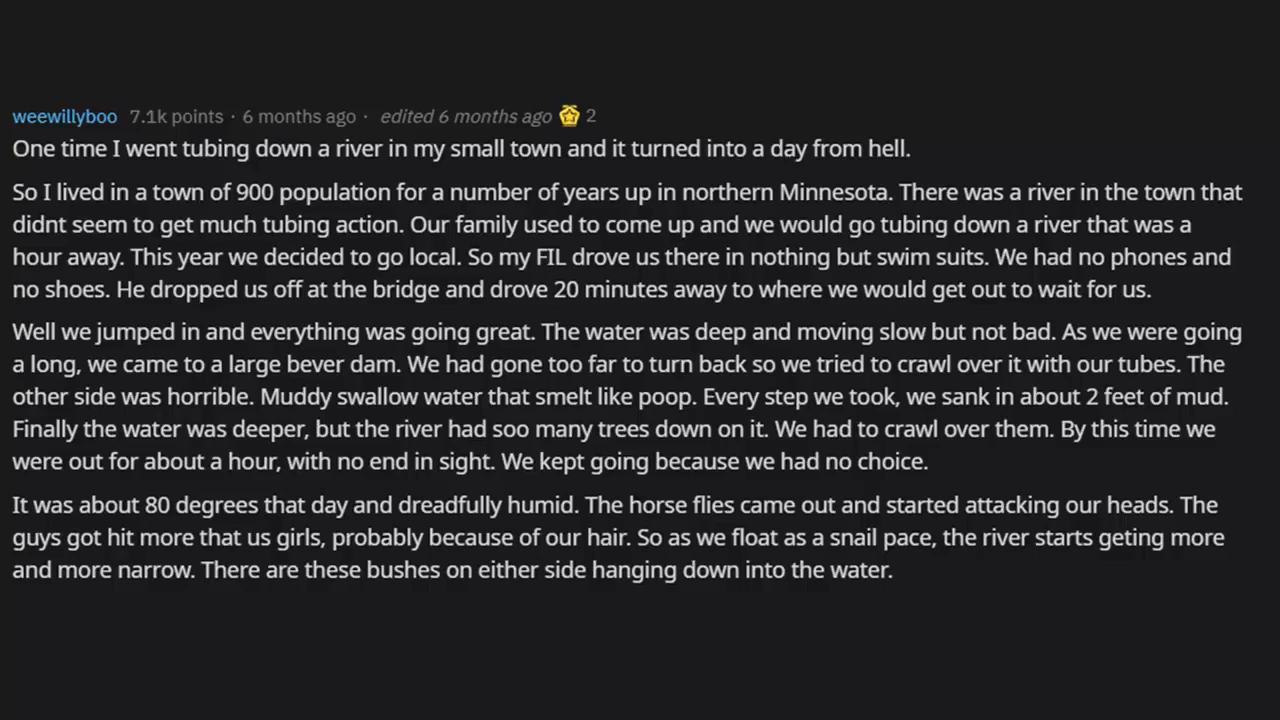 weewillyboo 7.1k points · 6 months ago · edited 6 months ago 2
One time I went tubing down a river in my small town and it turned into a day from hell.
So I lived in a town of 900 population for a number of years up in northern Minnesota. There was a river in the town that
didnt seem to get much tubing action. Our family used to come up and we would go tubing down a river that was a
hour away. This year we decided to go local. So my FIL drove us there in nothing but swim suits. We had no phones and
no shoes. He dropped us off at the bridge and drove 20 minutes away to where we would get out to wait for us.
Well we jumped in and everything was going great. The water was deep and moving slow but not bad. As we were going
a long, we came to a large bever dam. We had gone too far to turn back so we tried to crawl over it with our tubes. The
other side was horrible. Muddy swallow water that smelt like poop. Every step we took, we sank in about 2 feet of mud.
Finally the water was deeper, but the river had soo many trees down on it. We had to crawl over them. By this time we
were out for about a hour, with no end in sight. We kept going because we had no choice.
It was about 80 degrees that day and dreadfully humid. The horse flies came out and started attacking our heads. The
guys got hit more that us girls, probably because of our hair. So as we float as a snail pace, the river starts geting more
and more narrow. There are these bushes on either side hanging down into the water.